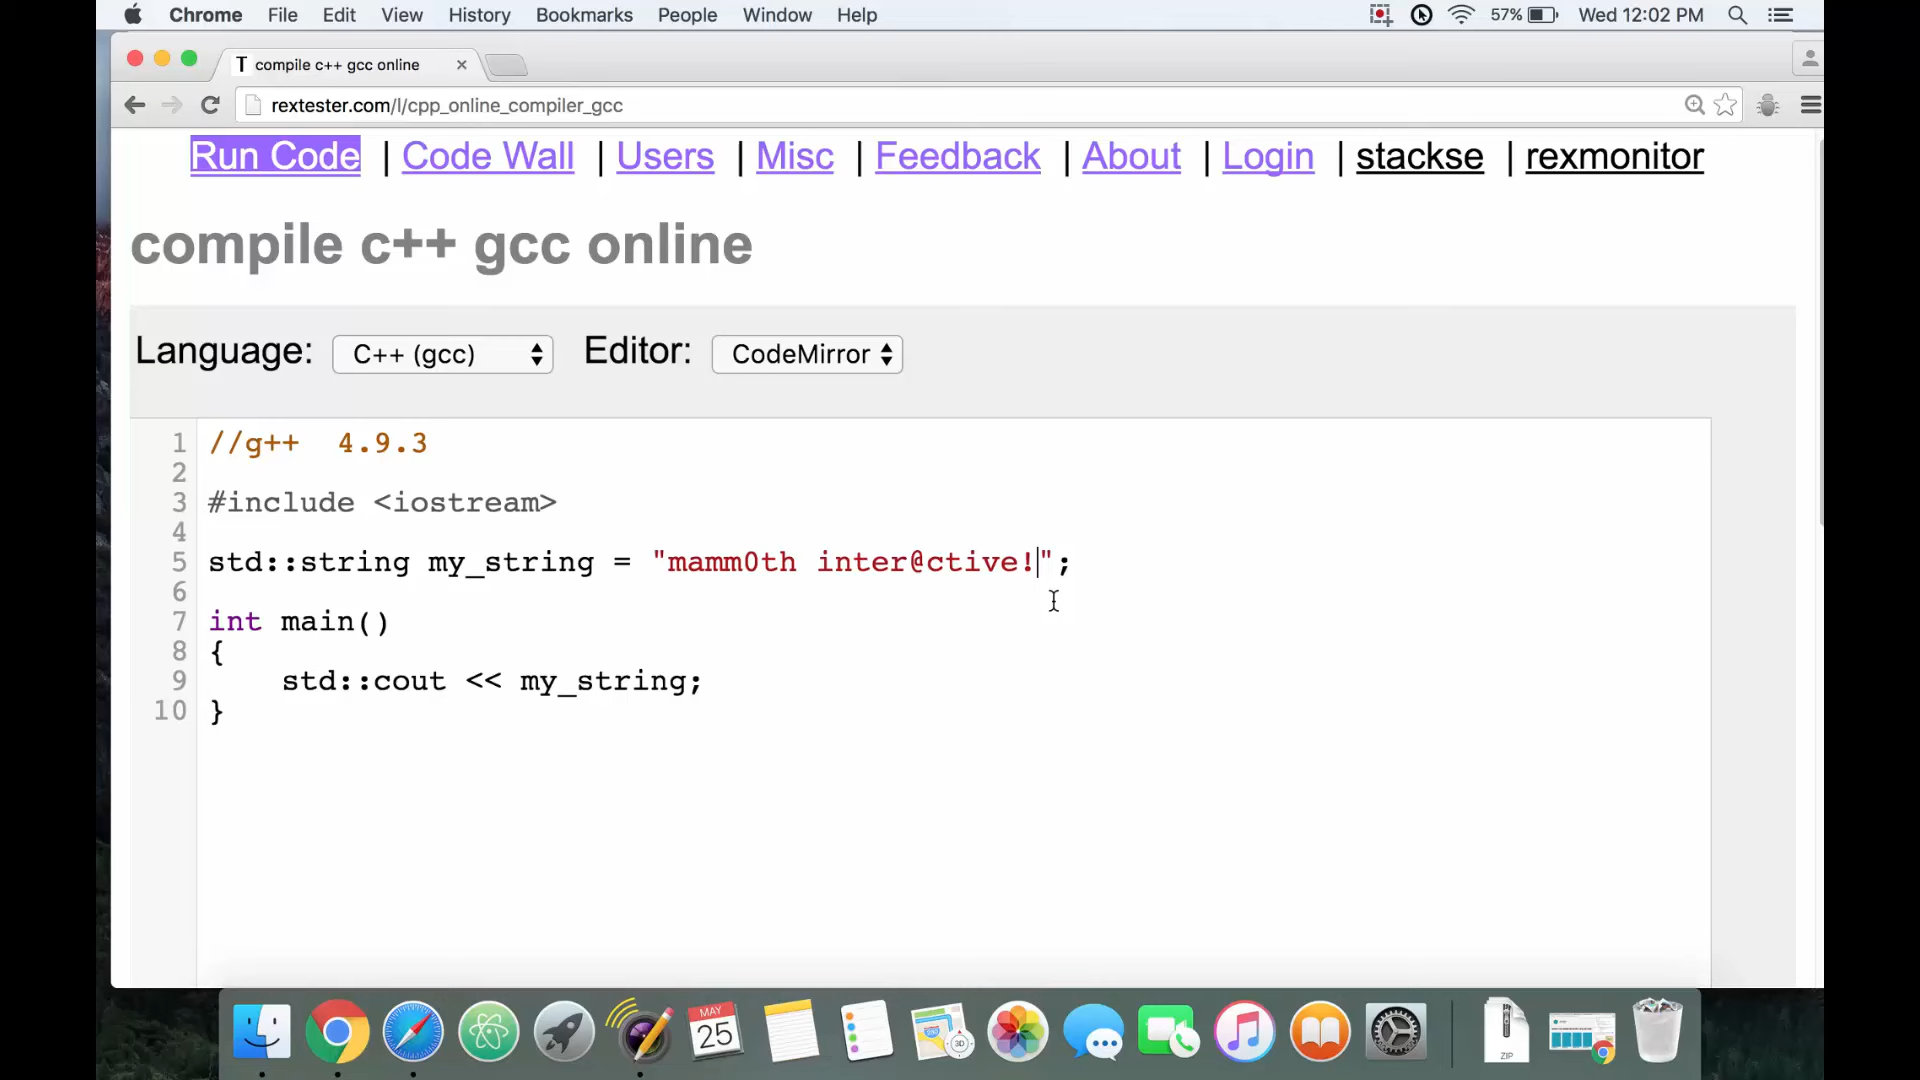 Chrome File Edit View History Bookmarks People Window Help 57% Wed 12:02 PM
T compile c++ gcc online
rextester.com/l/cpp_online_compiler_gcc
Run Code | Code Wall | Users | Misc | Feedback | About | Login | stackse | rexmonitor
compile c++ gcc online
Language: C++ (gcc) Editor: CodeMirror
1 //g++  4.9.3
2
3 #include <iostream>
4
5 std::string my_string = "mamm0th inter@ctive!";
6
7 int main()
8 {
9     std::cout << my_string;
10 }
MAY
25
3D
ZIP